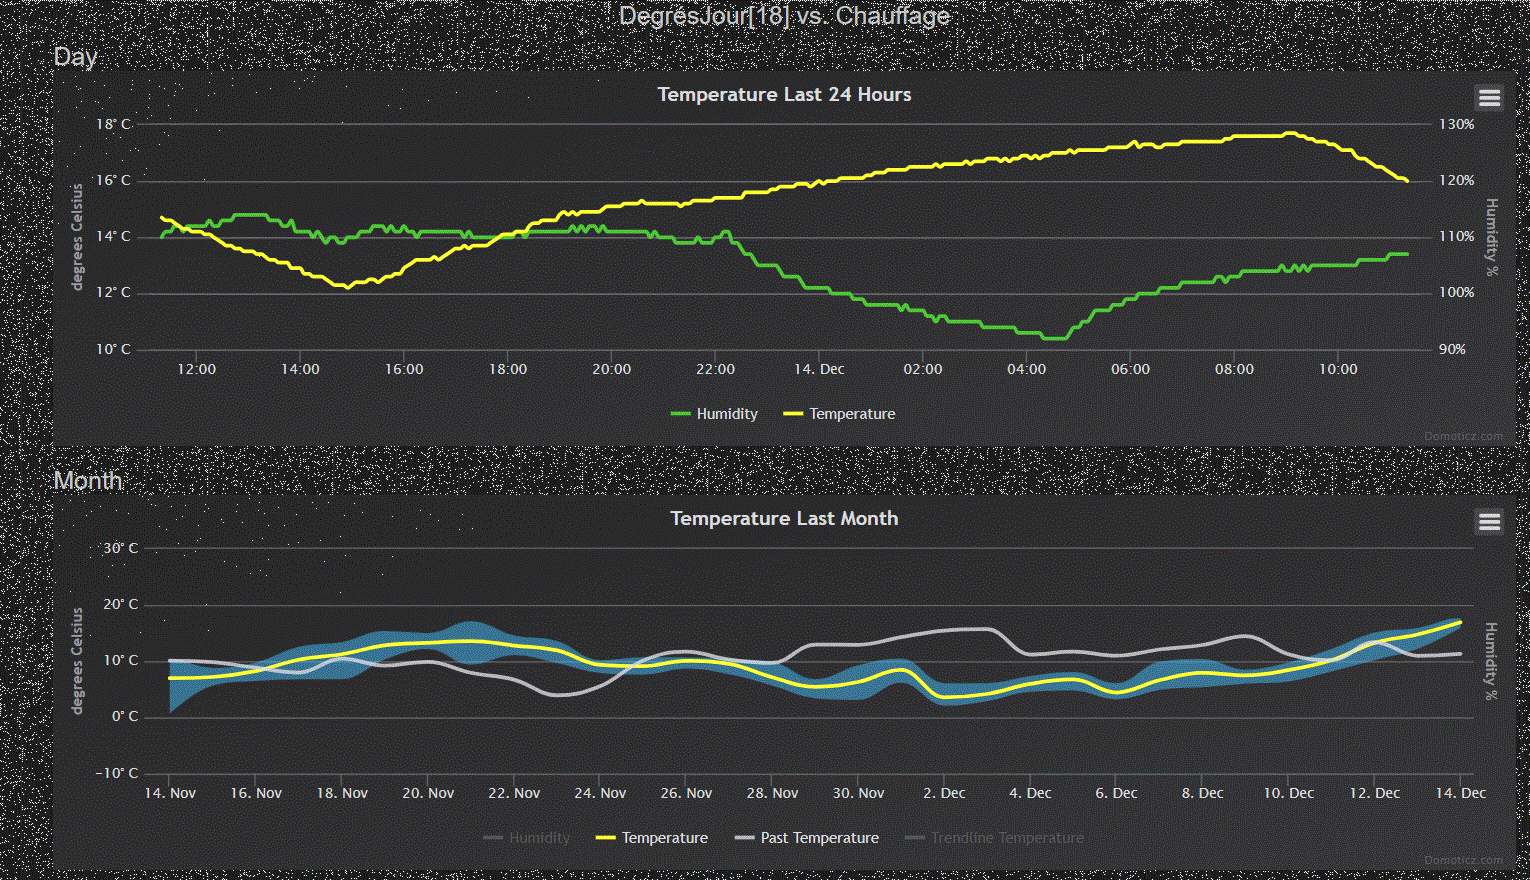 DegrésJour[18] vs. Chauffage
Day
Temperature Last 24 Hours
18° C
130%
16° C
120%
14° C
110%
12° C
100%
10° C
90%
degrees Celsius
Humidity %
12:00 14:00 16:00 18:00 20:00 22:00 14. Dec 02:00 04:00 06:00 08:00 10:00
Humidity Temperature
Domoticz.com
Month
Temperature Last Month
30° C
20° C
10° C
0° C
-10° C
degrees Celsius
Humidity %
14. Nov 16. Nov 18. Nov 20. Nov 22. Nov 24. Nov 26. Nov 28. Nov 30. Nov 2. Dec 4. Dec 6. Dec 8. Dec 10. Dec 12. Dec 14. Dec
Humidity Temperature Past Temperature Trendline Temperature
Domoticz.com